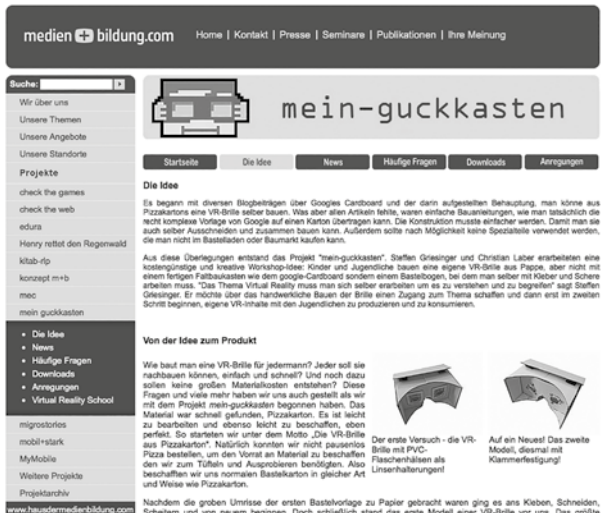 medien bildung.com
Home | Kontakt | Presse | Seminare | Publikationen | Ihre Meinung
Suche:
Wir über uns
Unsere Themen
Unsere Angebote
Unsere Standorte
Projekte
check the games
check the web
edura
Henry rettet den Regenwald
kitab-rlp
konzept m+b
mec
mein guckkasten
Die Idee
News
Häufige Fragen
Downloads
Anregungen
Virtual Reality School
migrostories
mobil+stark
MyMobile
Weitere Projekte
Projektarchiv
www.hausdermedienbildung.com
mein-guckkasten
Startseite
Die Idee
News
Häufige Fragen
Downloads
Anregungen
Die Idee
Es begann mit diversen Blogbeiträgen über Googles Cardboard und der darin aufgestellten Behauptung, man könne aus
Pizzakartons eine VR-Brille selber bauen. Was aber allen Artikeln fehlte, waren einfache Bauanleitungen, wie man tatsächlich die
recht komplexe Vorlage von Google auf einen Karton übertragen kann. Die Konstruktion musste einfacher werden. Damit man sie
auch selber Ausschneiden und zusammen bauen kann. Außerdem sollte nach Möglichkeit keine Spezialteile verwendet werden,
die man nicht im Bastelladen oder Baumarkt kaufen kann.
Aus diese Überlegungen entstand das Projekt "mein-guckkasten". Steffen Griesinger und Christian Laber erarbeiteten eine
kostengünstige und kreative Workshop-Idee: Kinder und Jugendliche bauen eine eigene VR-Brille aus Pappe, aber nicht mit
einem fertigen Faltbaukasten wie dem google-Cardboard sondern einem Bastelbogen, bei dem man selber mit Kleber und Schere
arbeiten muss. "Das Thema Virtual Reality muss man sich selber erarbeiten um es zu verstehen und zu begreifen" sagt Steffen
Griesinger. Er möchte über das handwerkliche Bauen der Brille einen Zugang zum Thema schaffen und dann erst im zweiten
Schritt beginnen, eigene VR-Inhalte mit den Jugendlichen zu produzieren und zu konsumieren.
Von der Idee zum Produkt
Wie baut man eine VR-Brille für jedermann? Jeder soll sie
nachbauen können, einfach und schnell? Und noch dazu
sollen keine großen Materialkosten entstehen? Diese
Fragen und viele mehr haben wir uns auch gestellt als wir
mit dem Projekt mein-guckkasten begonnen haben. Das
Material war schnell gefunden, Pizzakarton. Es ist leicht
zu bearbeiten und ebenso leicht zu beschaffen, eben
perfekt. So starteten wir unter dem Motto „Die VR-Brille
aus Pizzakarton". Natürlich konnten wir nicht pausenlos
Pizza bestellen, um den Vorrat an Material zu beschaffen
den wir zum Tüfteln und Ausprobieren benötigen. Also
beschafften wir uns normalen Bastelkarton in gleicher Art
und Weise wie Pizzakarton.
Der erste Versuch - die VR-
Brille mit PVC-
Flaschenhälsen als
Linsenhalterungen!
Auf ein Neues! Das zweite
Modell, diesmal mit
Klammerfestigung!
Nachdem die groben Umrisse der ersten Bastelvorlage zu Papier gebracht waren ging es ans Kleben, Schneiden,
Scheitern und von neuem beginnen. Doch schließlich stand das erste Modell einer VR-Brille vor uns. Das größte